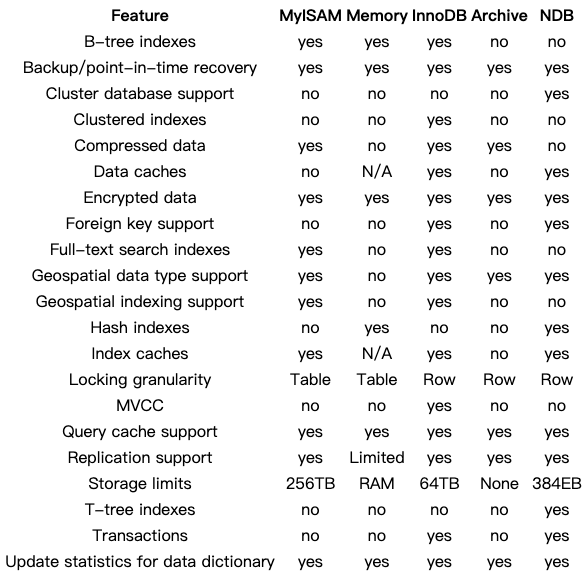 Feature MyISAM Memory InnoDB Archive NDB
B-tree indexes yes yes yes no no
Backup/point-in-time recovery yes yes yes yes yes
Cluster database support no no no no yes
Clustered indexes no no yes no no
Compressed data yes no yes yes no
Data caches no N/A yes no yes
Encrypted data yes yes yes yes yes
Foreign key support no no yes no yes
Full-text search indexes yes no yes no no
Geospatial data type support yes no yes yes yes
Geospatial indexing support yes no yes no no
Hash indexes no yes no no yes
Index caches yes N/A yes no yes
Locking granularity Table Table Row Row Row
MVCC no no yes no no
Query cache support yes yes yes yes yes
Replication support yes Limited yes yes yes
Storage limits 256TB RAM 64TB None 384EB
T-tree indexes no no no no yes
Transactions no no yes no yes
Update statistics for data dictionary yes yes yes yes yes